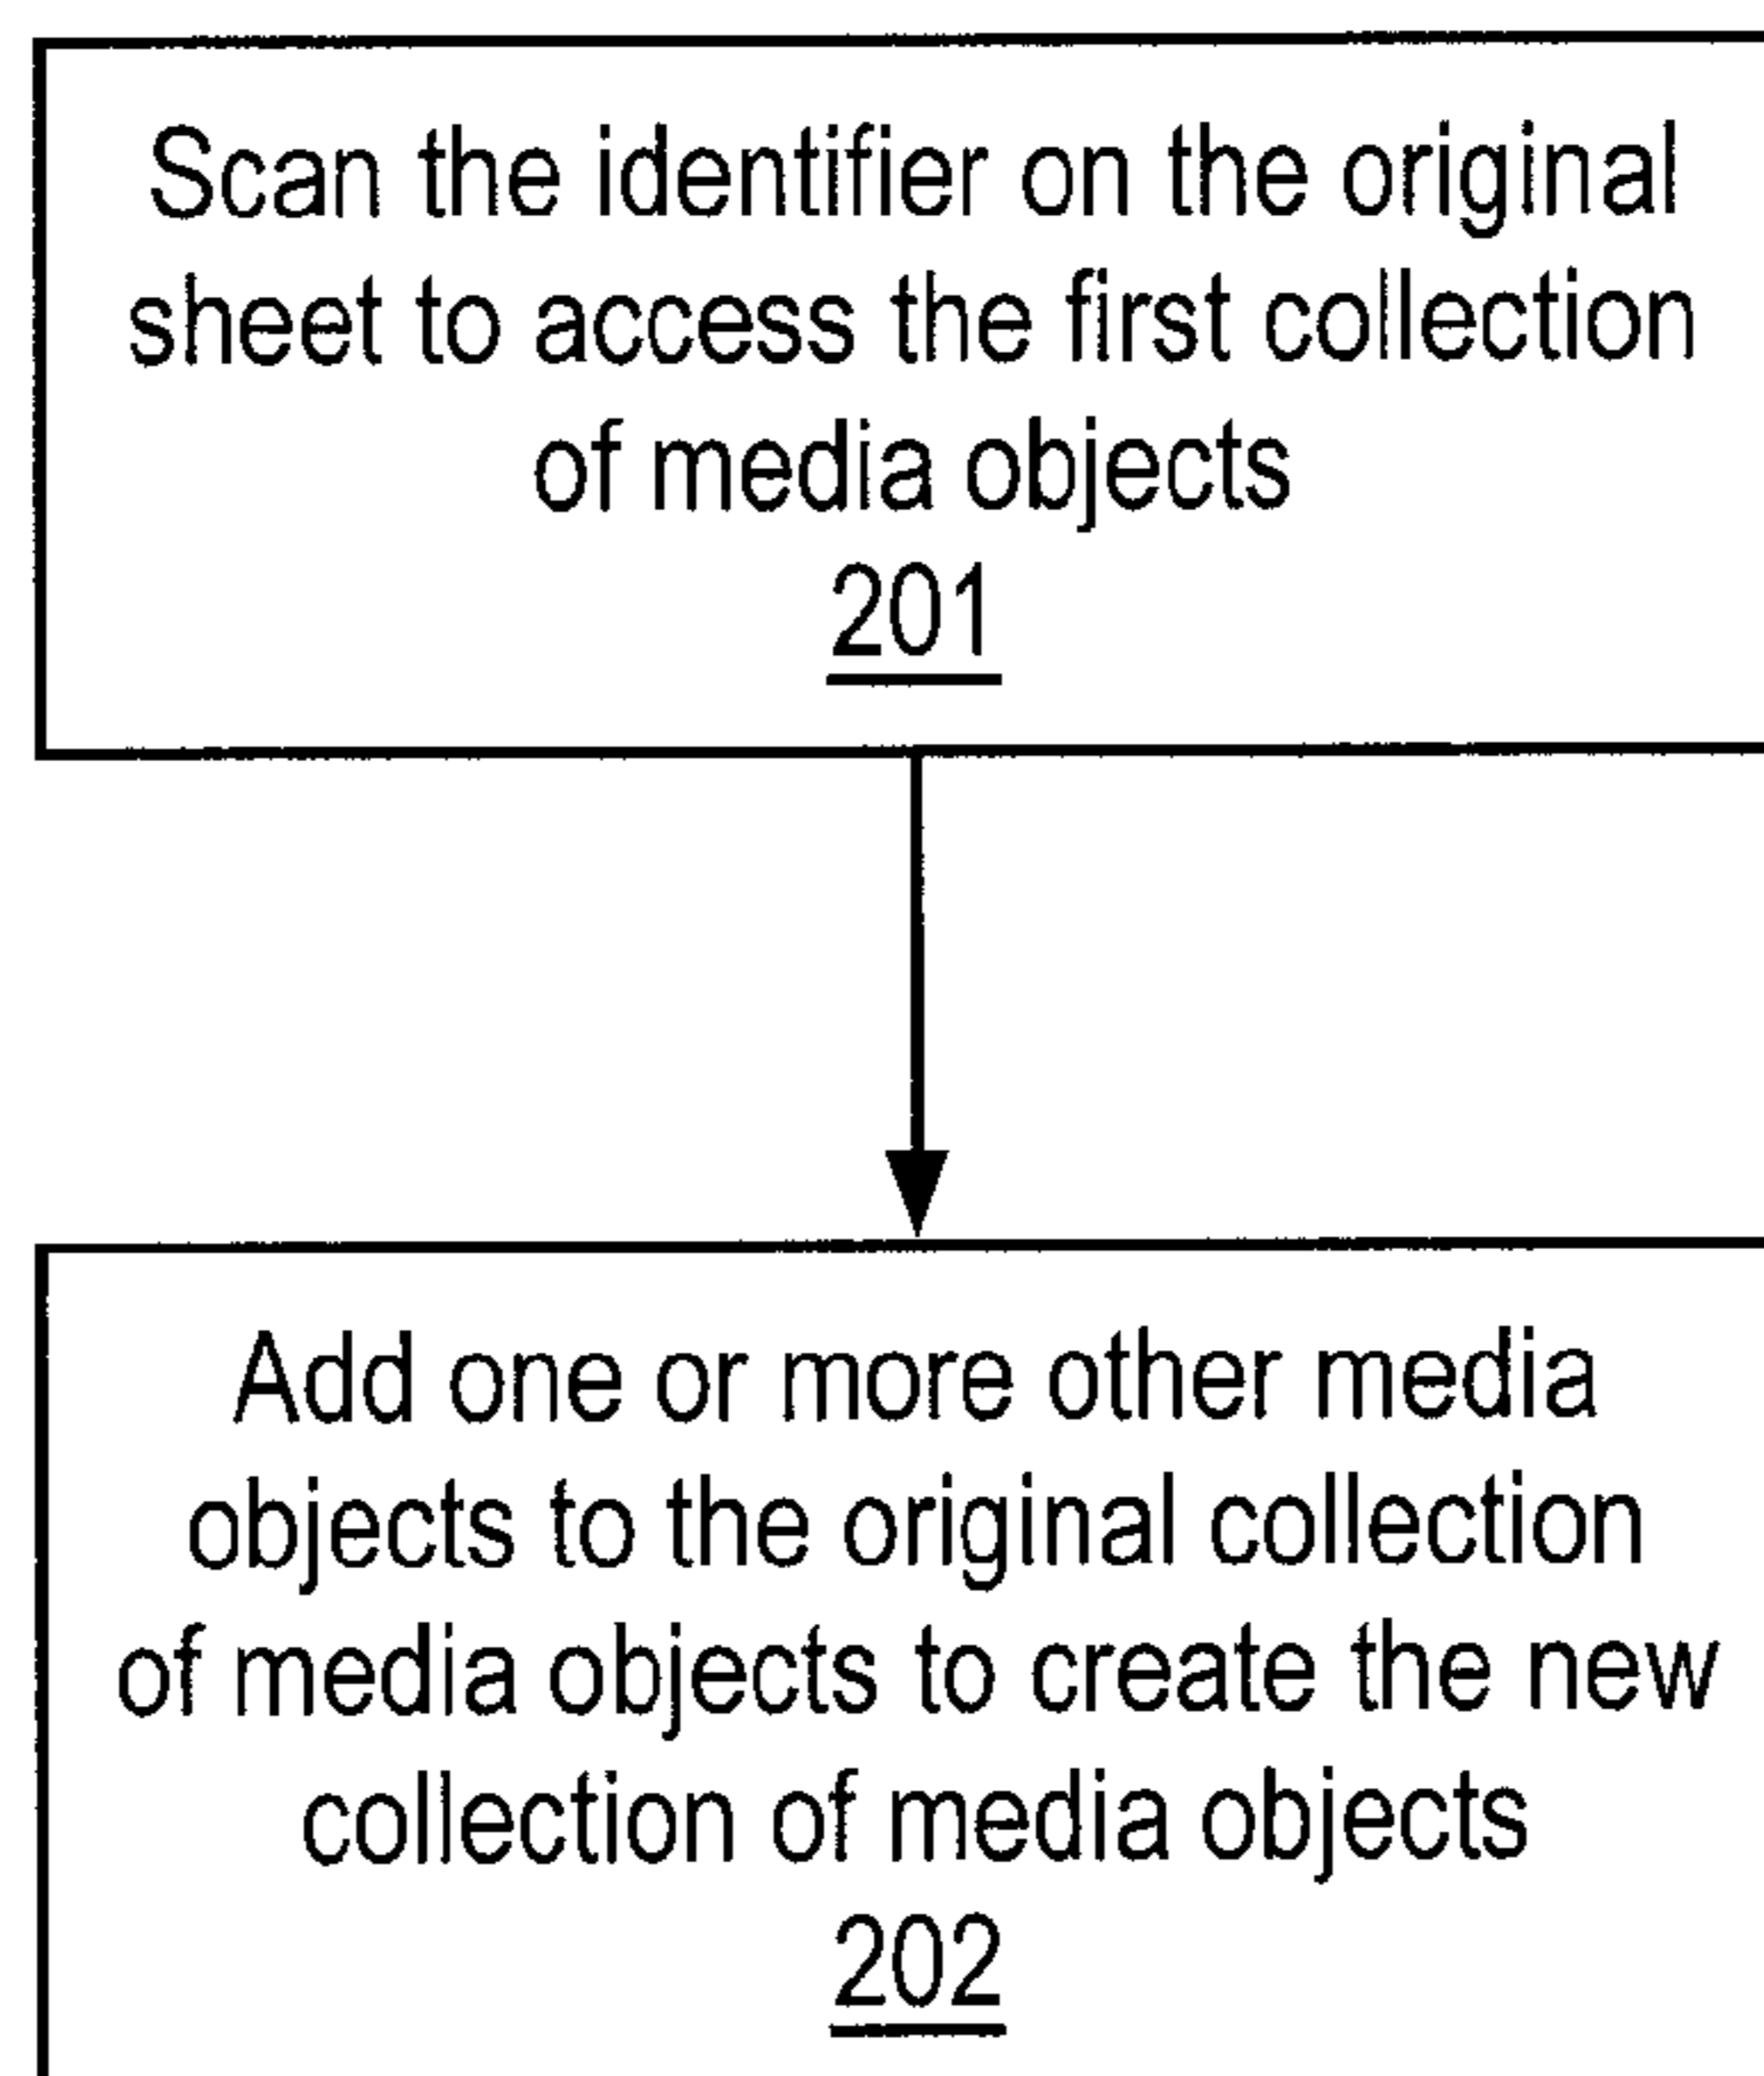 Scan the identifier on the original
sheet to access the first collection
of media objects
201
Add one or more other media
objects to the original collection
of media objects to create the new
collection of media objects
202